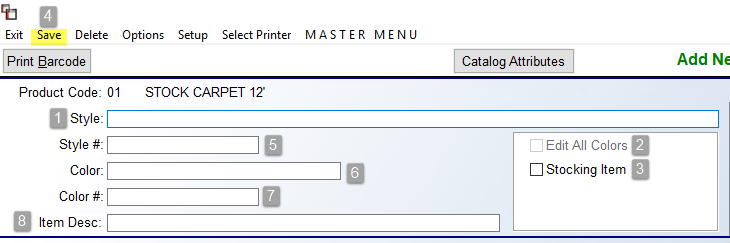 4
Exit Save Delete Options Setup Select Printer MASTER MENU
Print Barcode Catalog Attributes Add Ne
Product Code: 01 STOCK CARPET 12'
1 Style:
Style #: 5 Edit All Colors 2
Color: 6 Stocking Item 3
Color #: 7
8 Item Desc: